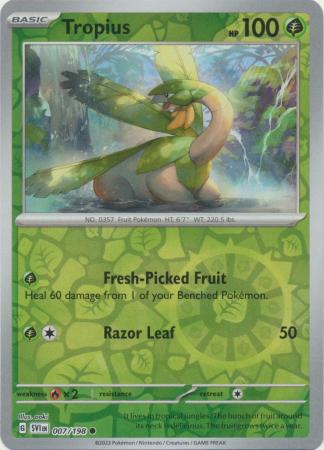 BASIC
Tropius
HP 100
NO. 0357 Fruit Pokémon. HT: 6'7" WT: 220.5 lbs.
Fresh-Picked Fruit
Heal 60 damage from 1 of your Benched Pokémon.
Razor Leaf 50
weakness ×2 resistance retreat
Illus. aoki
It lives in tropical jungles. The bunch of fruit around
its neck is delicious. The fruit grows twice a year.
G SVI EN 007/198
©2023 Pokémon / Nintendo / Creatures / GAME FREAK